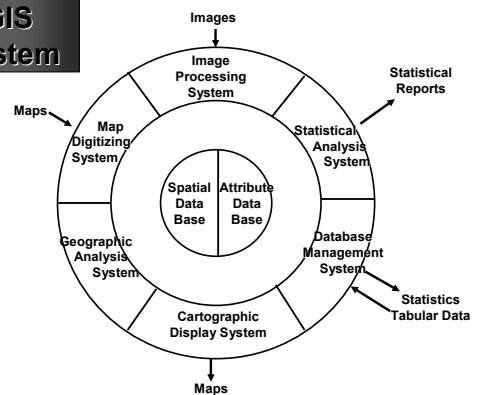 GIS
stem
Images
Image
Processing
System
Statistical
Reports
Maps
Map
Digitizing
System
Statistical
Analysis
System
Spatial
Data
Base
Attribute
Data
Base
Geographic
Analysis
System
Database
Management
System
Cartographic
Display System
Statistics
Tabular Data
Maps